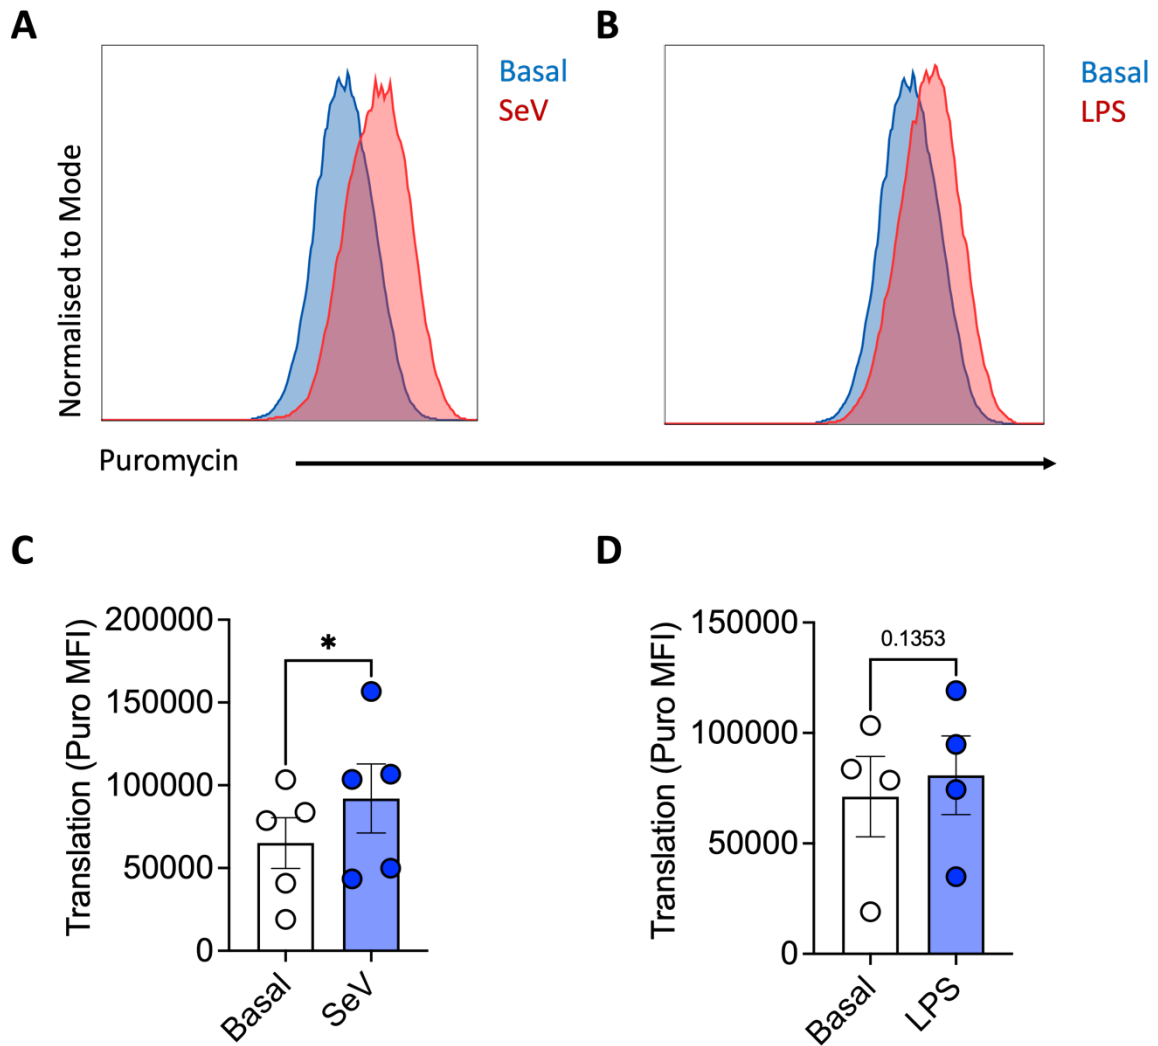 A
B
Basal
SeV
Basal
LPS
Normalised to Mode
Puromycin
C
D
Translation (Puro MFI)
200000
150000
100000
50000
0
*
Basal
SeV
Translation (Puro MFI)
150000
100000
50000
0
0.1353
Basal
LPS